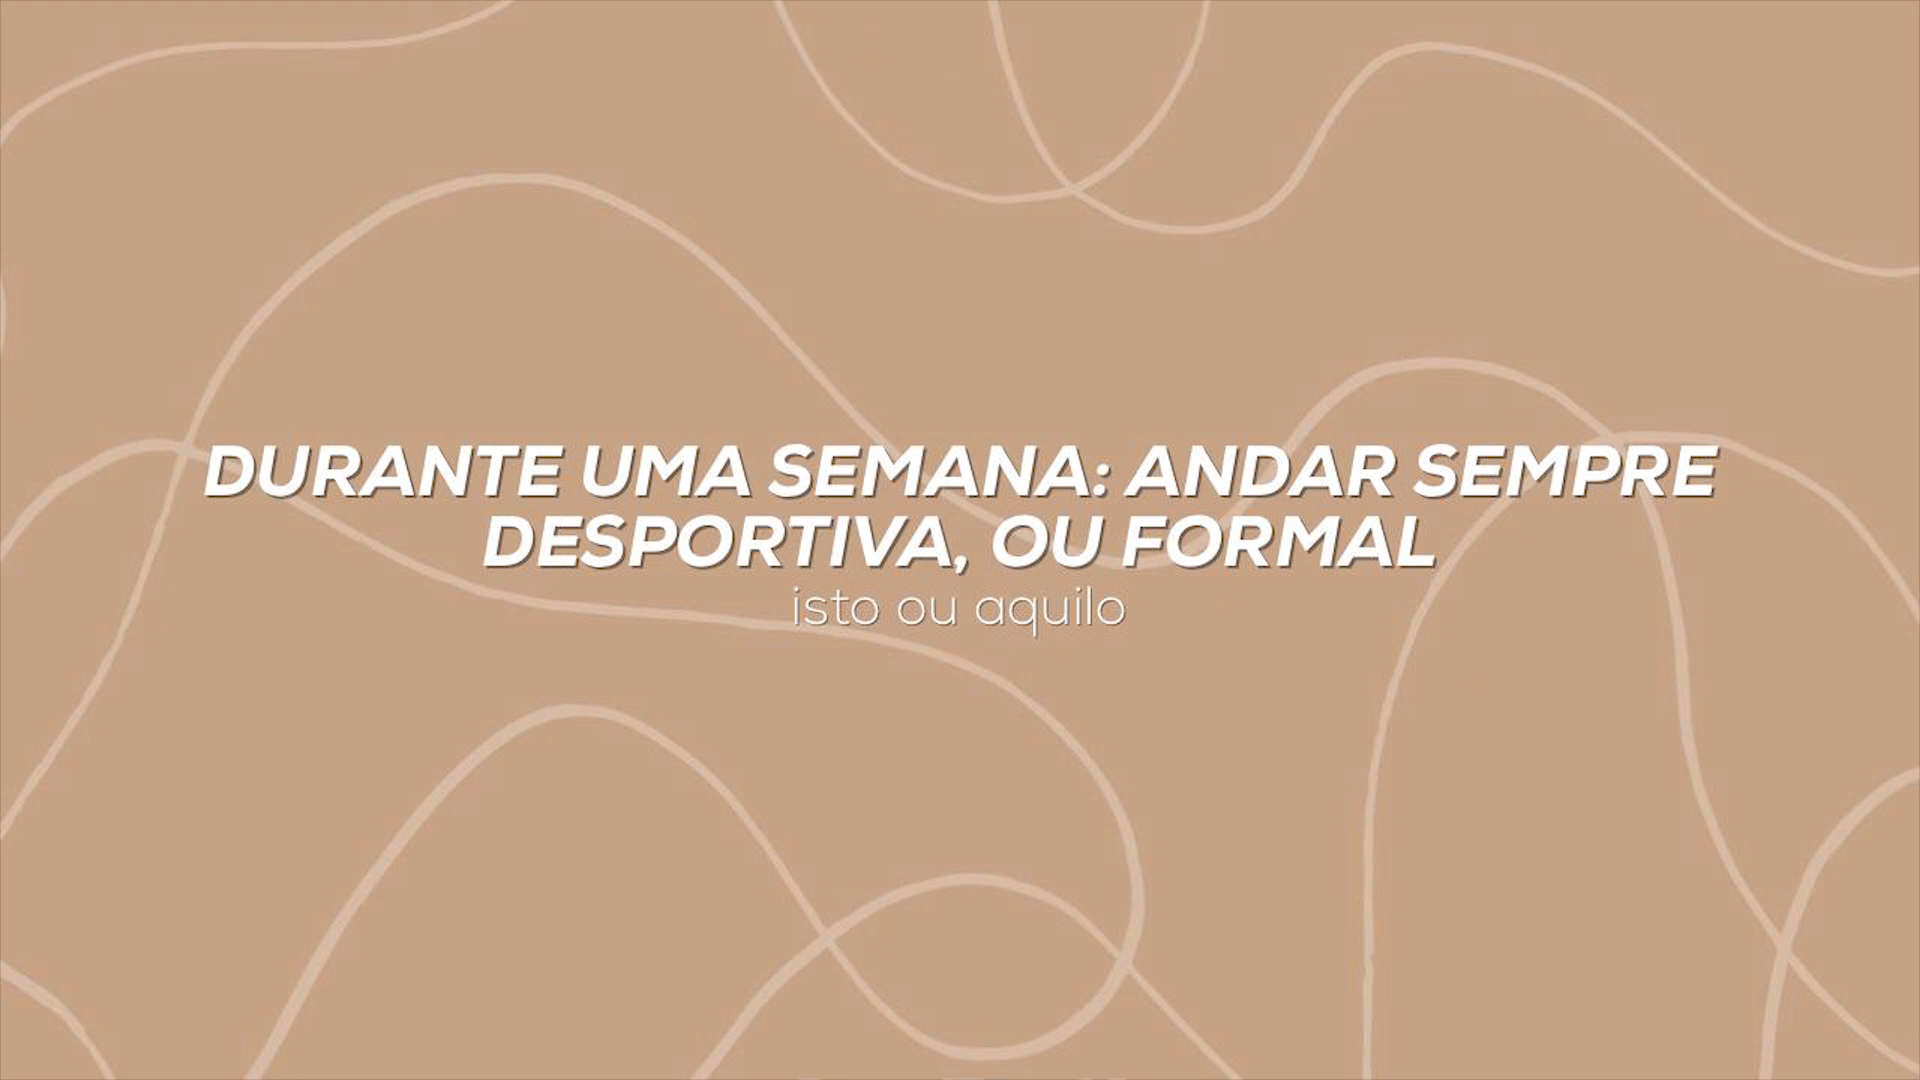 DURANTE UMA SEMANA: ANDAR SEMPRE
DESPORTIVA, OU FORMAL
isto ou aquilo